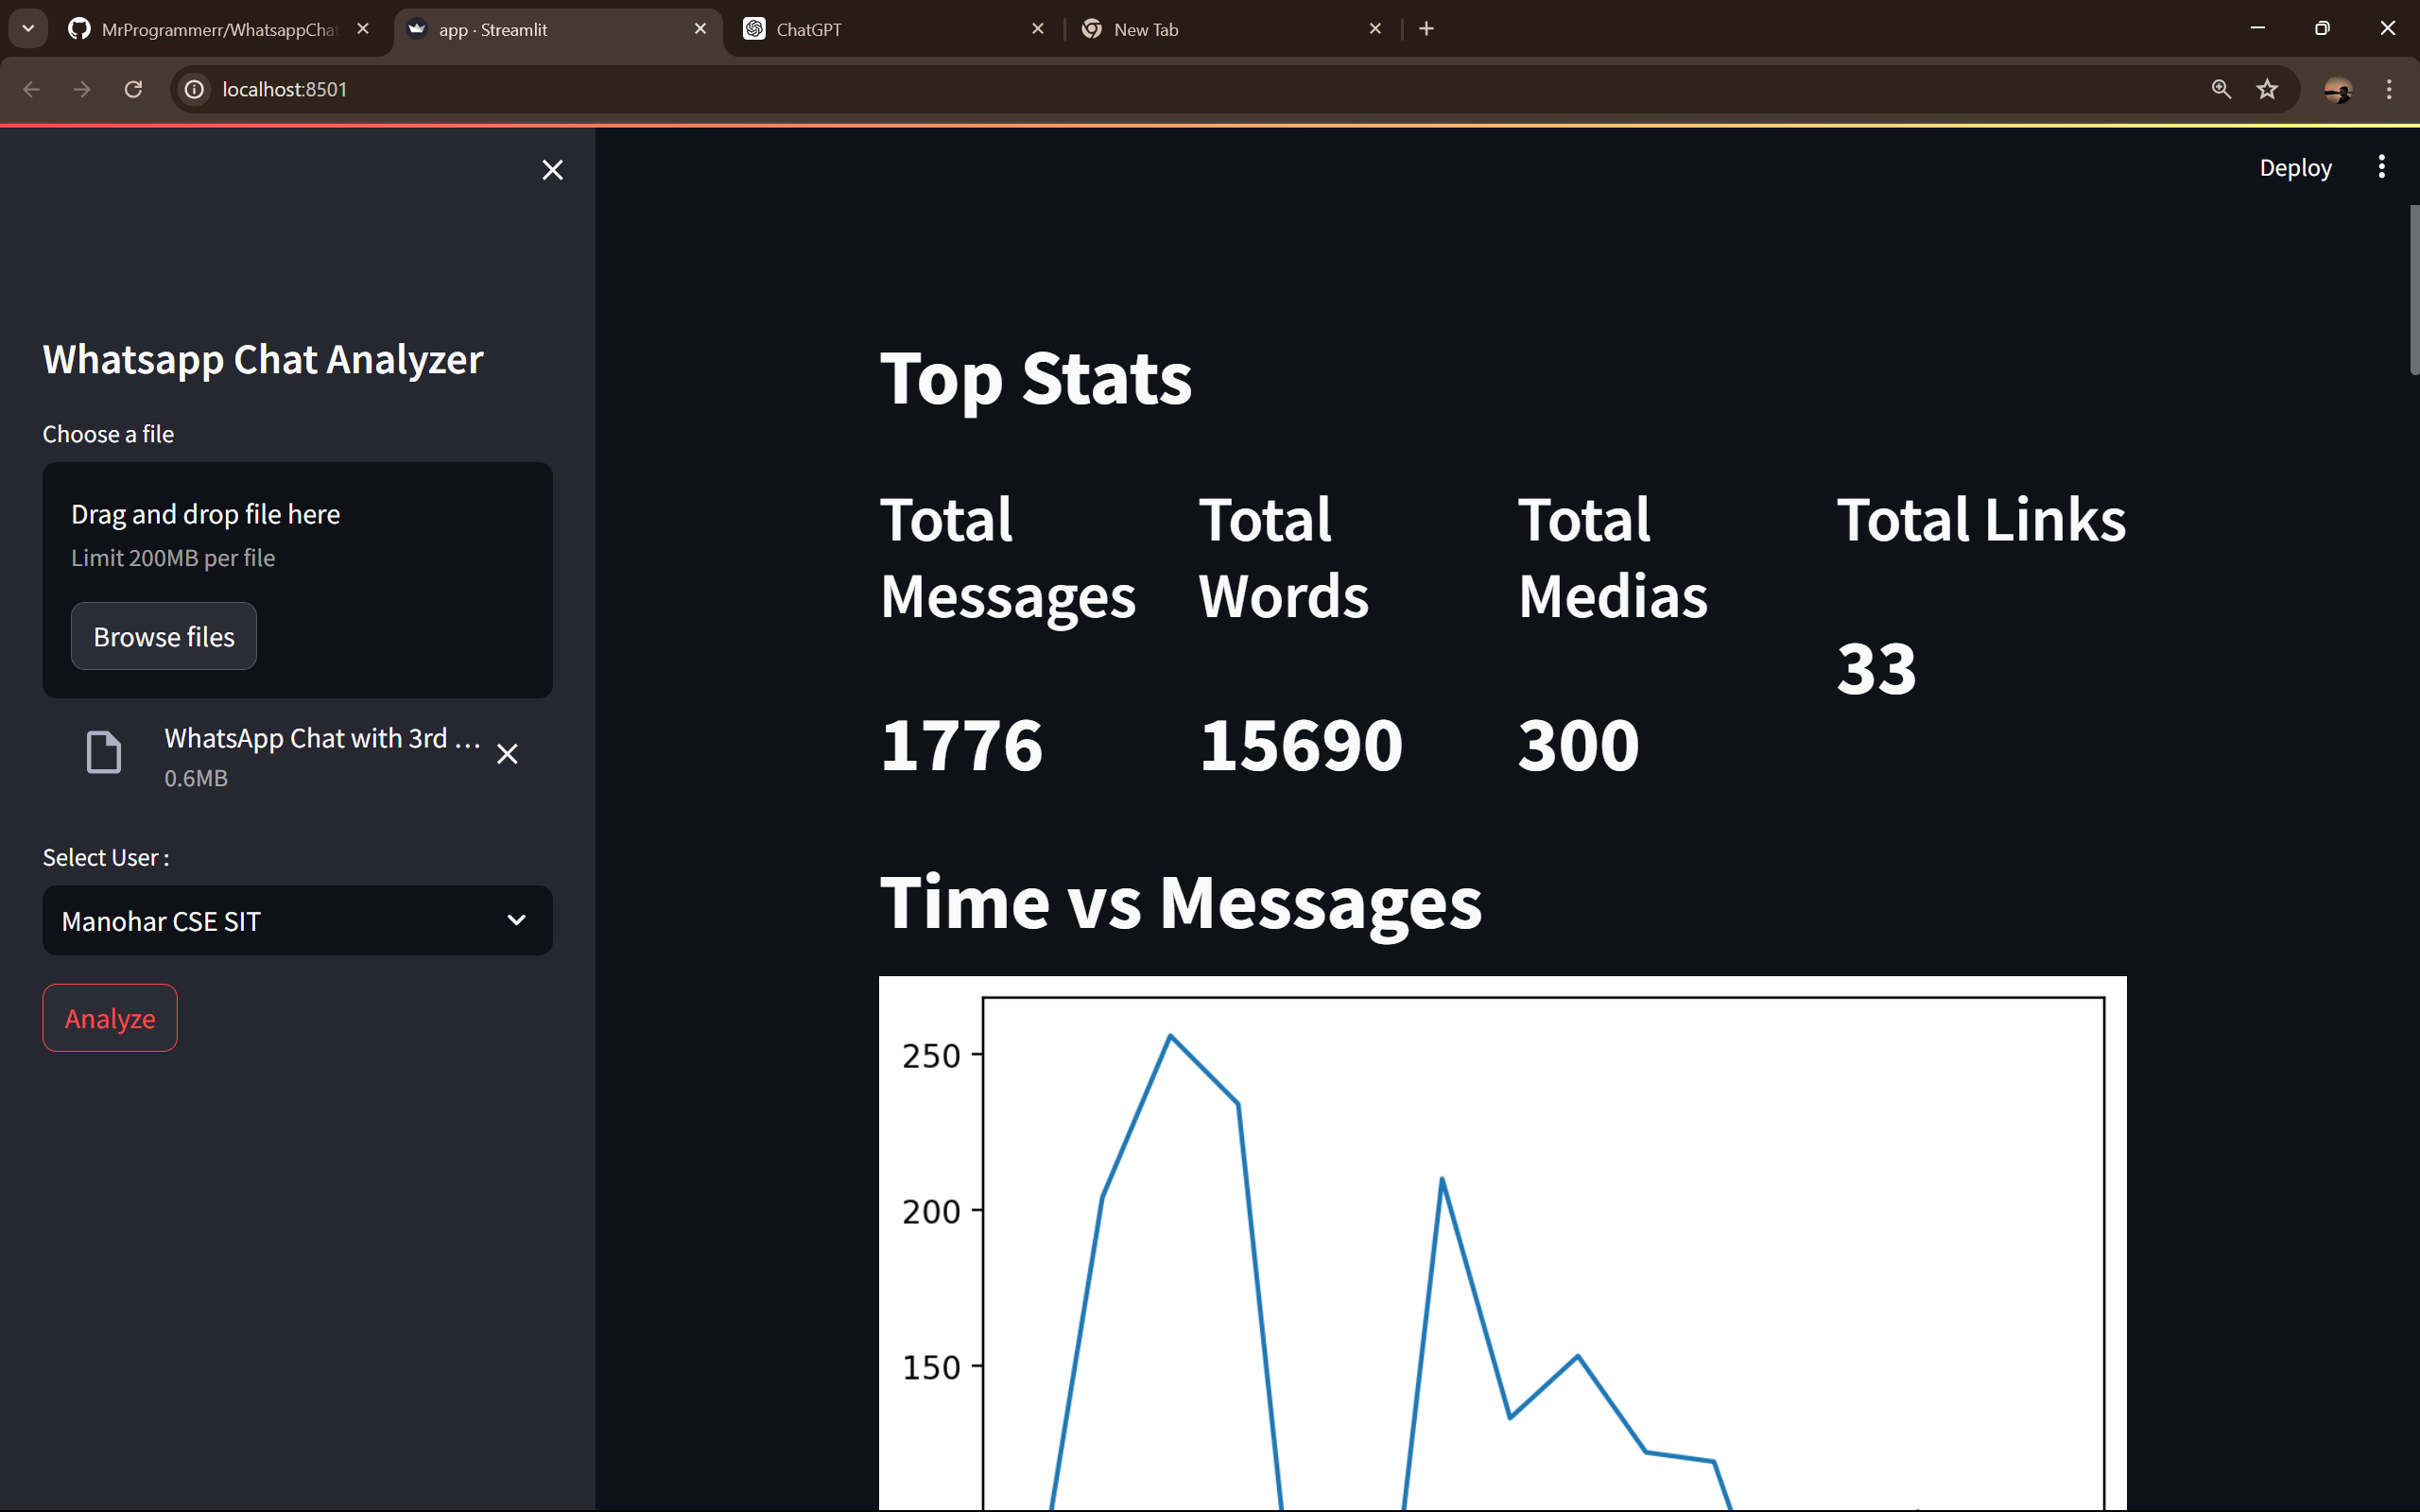 MrProgrammerr/WhatsappChat
app · Streamlit
ChatGPT
New Tab
localhost:8501
Deploy
Whatsapp Chat Analyzer
Choose a file
Drag and drop file here
Limit 200MB per file
Browse files
WhatsApp Chat with 3rd ...
0.6MB
Select User :
Manohar CSE SIT
Analyze
Top Stats
Total Messages
1776
Total Words
15690
Total Medias
300
Total Links
33
Time vs Messages
250
200
150